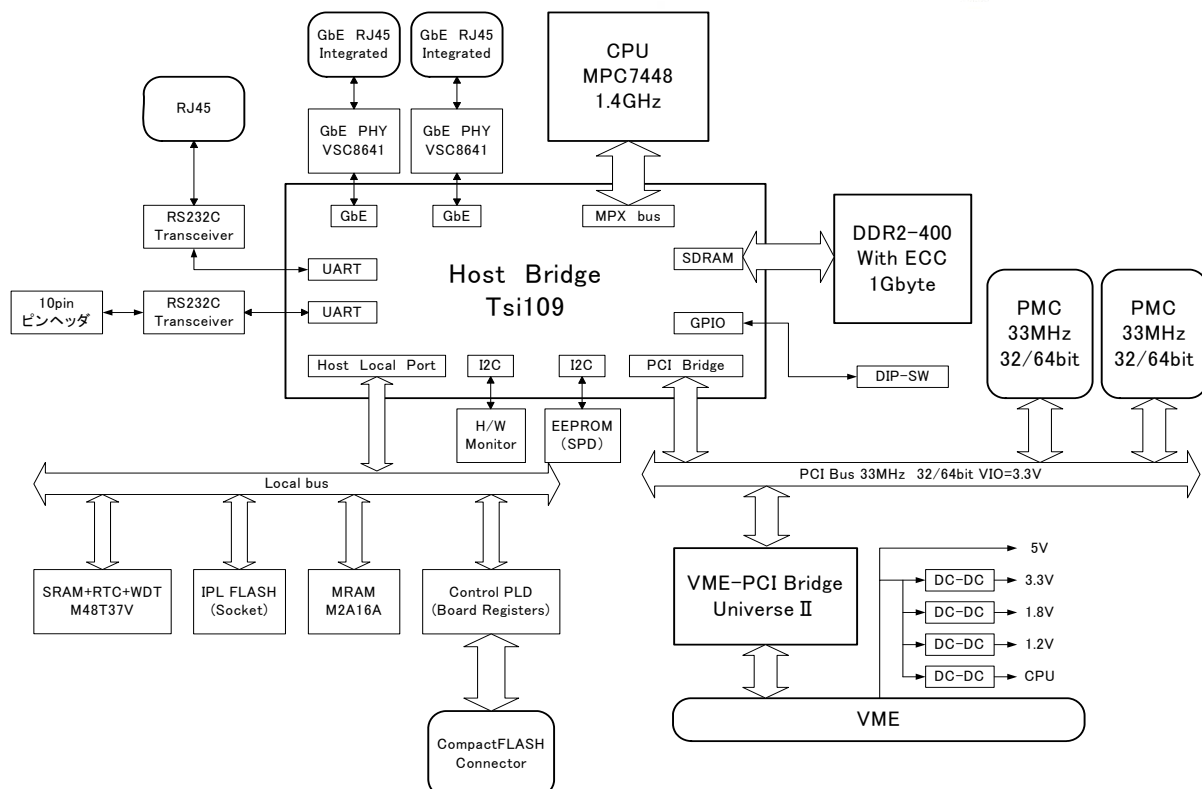 GbE RJ45
Integrated
GbE RJ45
Integrated
CPU
MPC7448
1.4GHz
RJ45
GbE PHY
VSC8641
GbE PHY
VSC8641
RS232C
Transceiver
GbE
GbE
MPX bus
UART
Host Bridge
Tsi109
SDRAM
DDR2-400
With ECC
1Gbyte
10pin
ピンヘッダ
RS232C
Transceiver
UART
GPIO
PMC
33MHz
32/64bit
PMC
33MHz
32/64bit
Host Local Port
I2C
I2C
PCI Bridge
DIP-SW
H/W
Monitor
EEPROM
(SPD)
Local bus
PCI Bus 33MHz 32/64bit VIO=3.3V
SRAM+RTC+WDT
M48T37V
IPL FLASH
(Socket)
MRAM
M2A16A
Control PLD
(Board Registers)
VME-PCI Bridge
Universe Ⅱ
5V
DC-DC
3.3V
DC-DC
1.8V
DC-DC
1.2V
DC-DC
CPU
VME
CompactFLASH
Connector